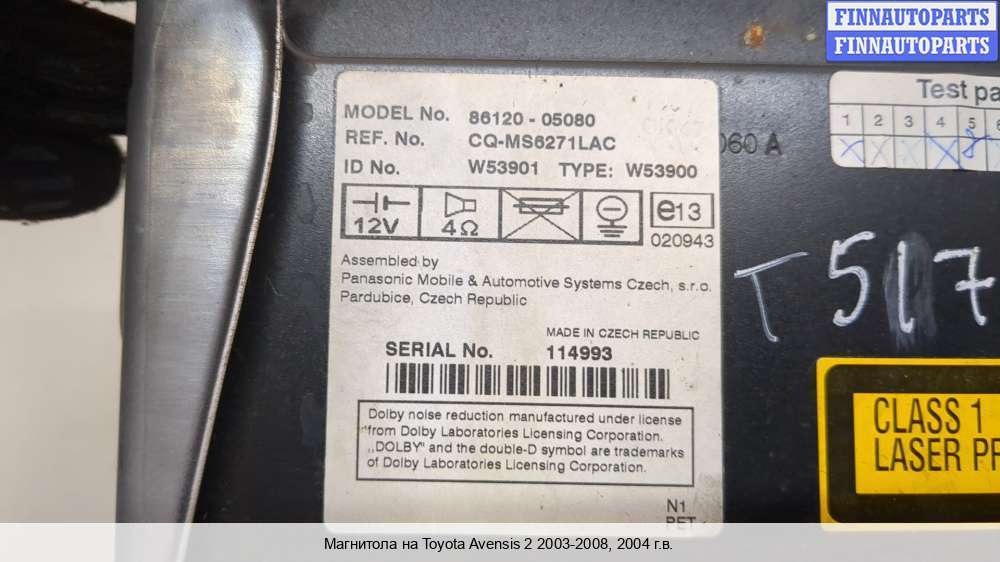 FINNAUTOPARTS
FINNAUTOPARTS
Test pa
1 2 3 4 5
MODEL No. 86120 - 05080
REF. No. CQ-MS6271LAC
060 A
ID No. W53901 TYPE: W53900
12V 4Ω e13
020943
Assembled by
Panasonic Mobile & Automotive Systems Czech, s.r.o.
Pardubice, Czech Republic
T 517
MADE IN CZECH REPUBLIC
SERIAL No. 114993
Dolby noise reduction manufactured under license
from Dolby Laboratories Licensing Corporation.
„DOLBY" and the double-D symbol are trademarks
of Dolby Laboratories Licensing Corporation.
CLASS 1
LASER PR
N1
PET
Магнитола на Toyota Avensis 2 2003-2008, 2004 г.в.